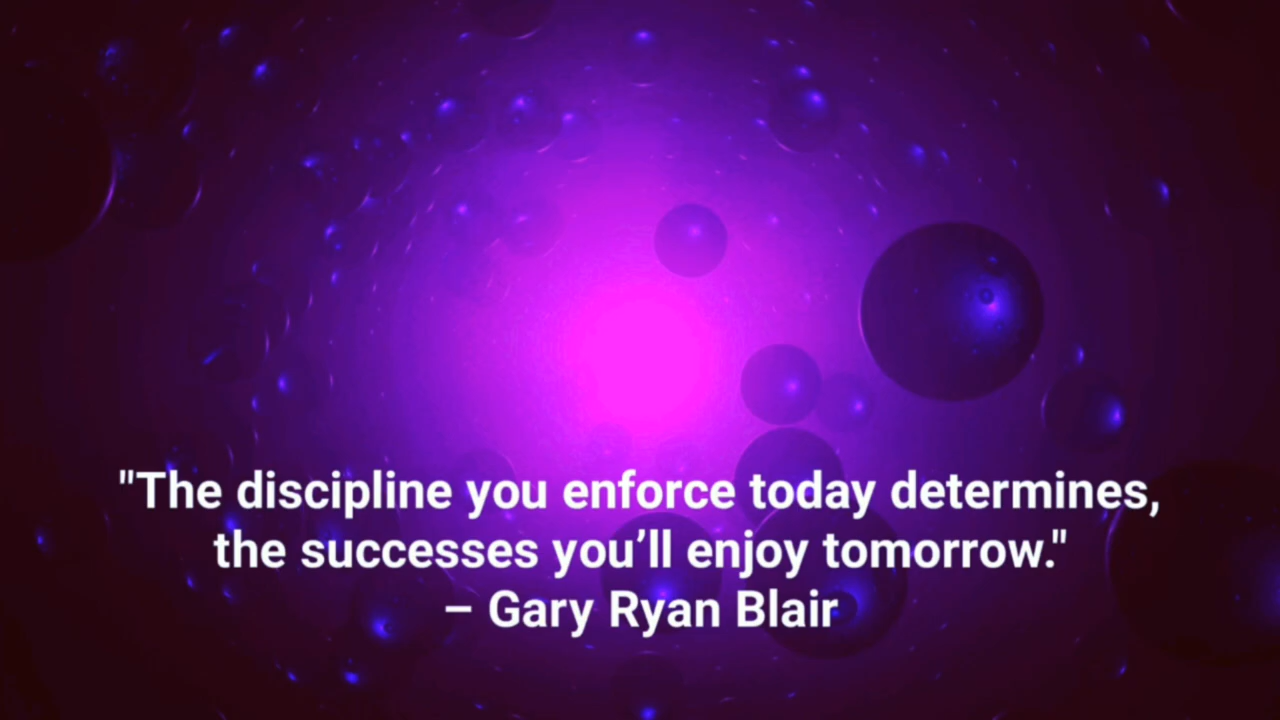 "The discipline you enforce today determines,
the successes you’ll enjoy tomorrow."
– Gary Ryan Blair